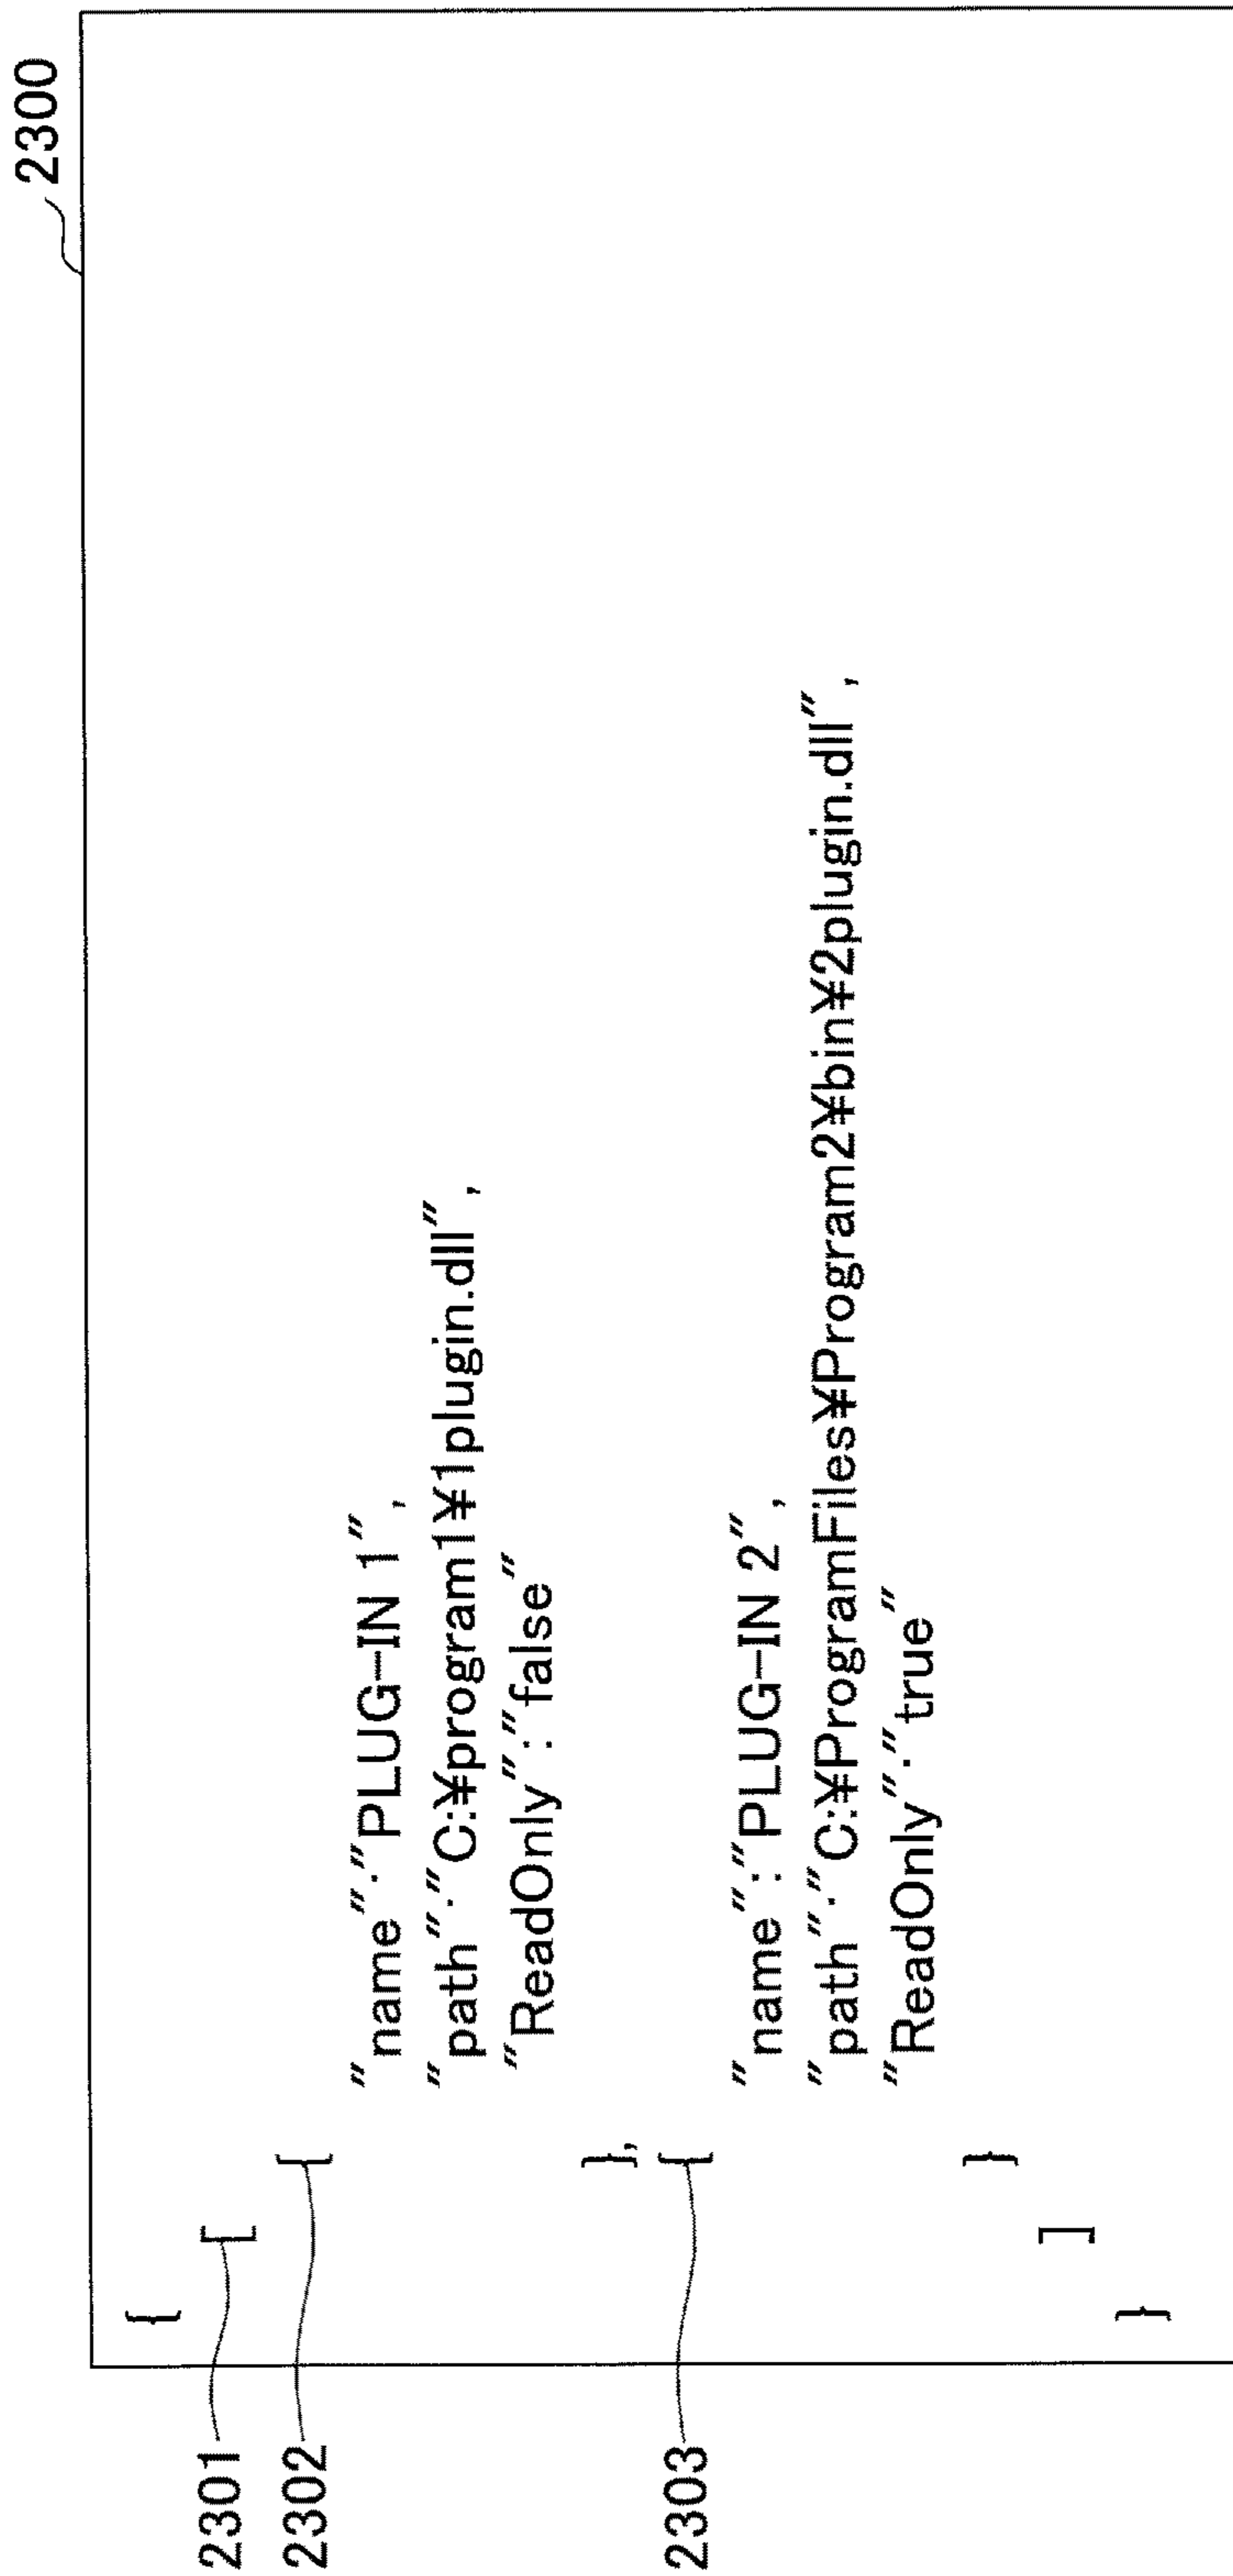 2300
{
2301 [
2302 {
"name":"PLUG-IN 1",
"path":"C:¥program1¥1plugin.dll",
"ReadOnly":"false"
},
2303 {
"name":"PLUG-IN 2",
"path":"C:¥ProgramFiles¥Program2¥bin¥2plugin.dll",
"ReadOnly":"true"
}
]
}